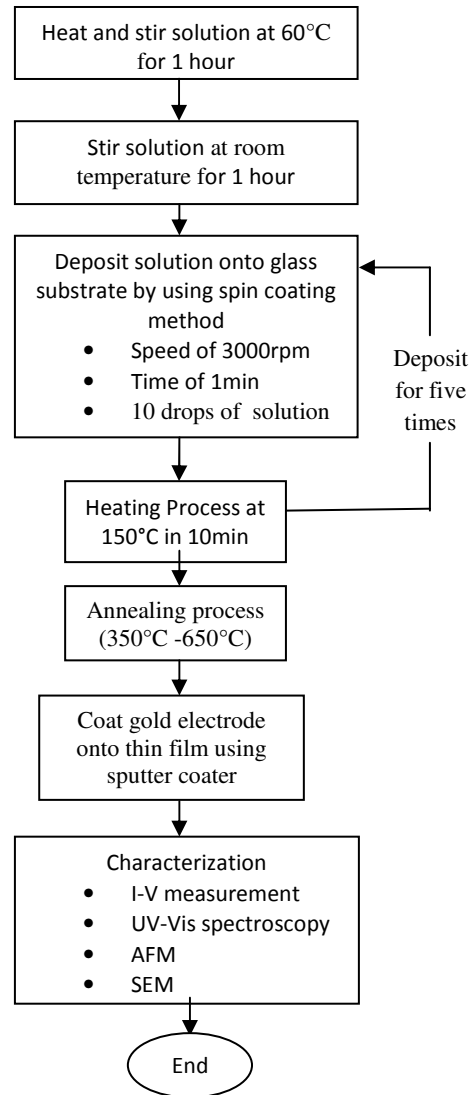 Heat and stir solution at 60°C
for 1 hour
Stir solution at room
temperature for 1 hour
Deposit solution onto glass
substrate by using spin coating
method
• Speed of 3000rpm
• Time of 1min
• 10 drops of solution
Deposit
for five
times
Heating Process at
150°C in 10min
Annealing process
(350°C -650°C)
Coat gold electrode
onto thin film using
sputter coater
Characterization
• I-V measurement
• UV-Vis spectroscopy
• AFM
• SEM
End